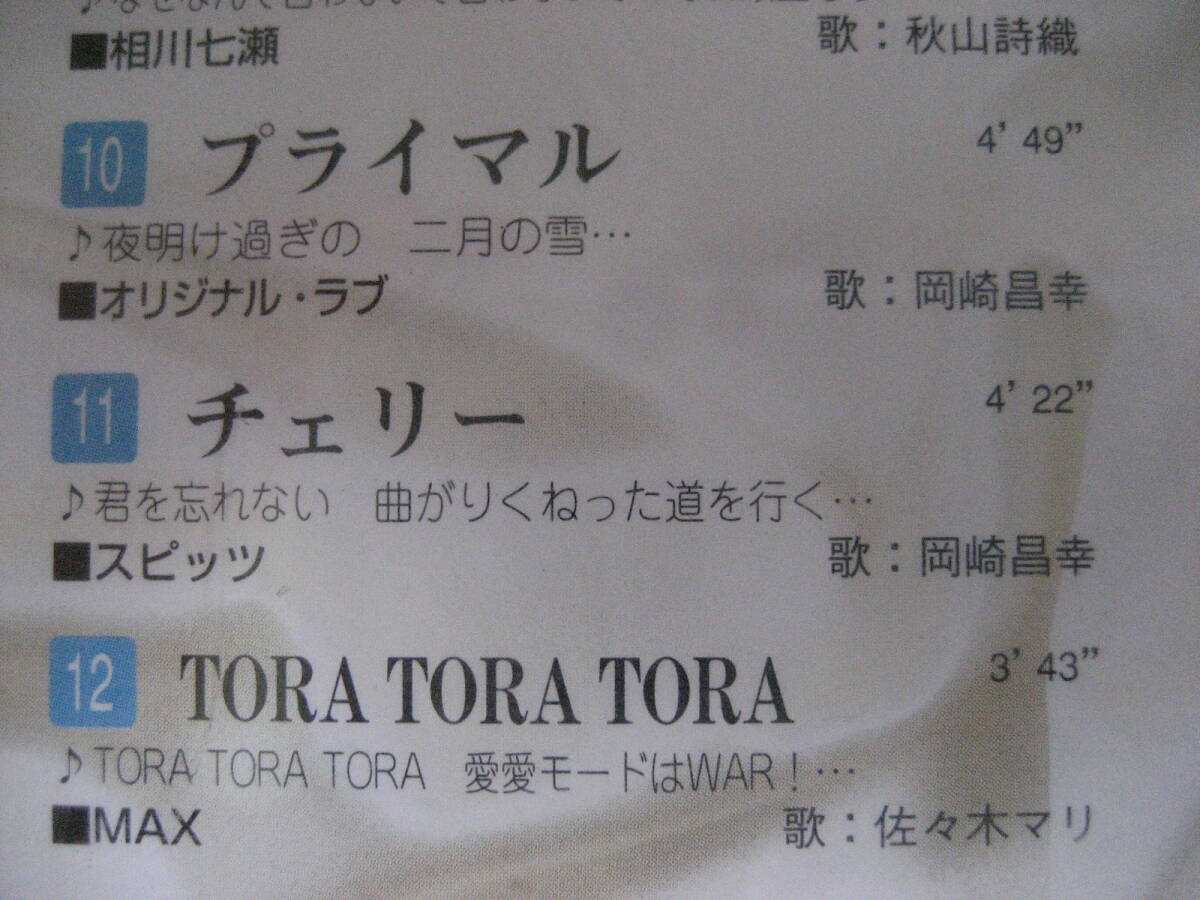 ■相川七瀬 歌：秋山詩織
10 プライマル 4’49”
♪夜明け過ぎの　二月の雪…
■オリジナル・ラブ 歌：岡崎昌幸
11 チェリー 4’22”
♪君を忘れない　曲がりくねった道を行く…
■スピッツ 歌：岡崎昌幸
12 TORA TORA TORA 3’43”
♪TORA TORA TORA　愛愛モードはWAR！…
■MAX 歌：佐々木マリ